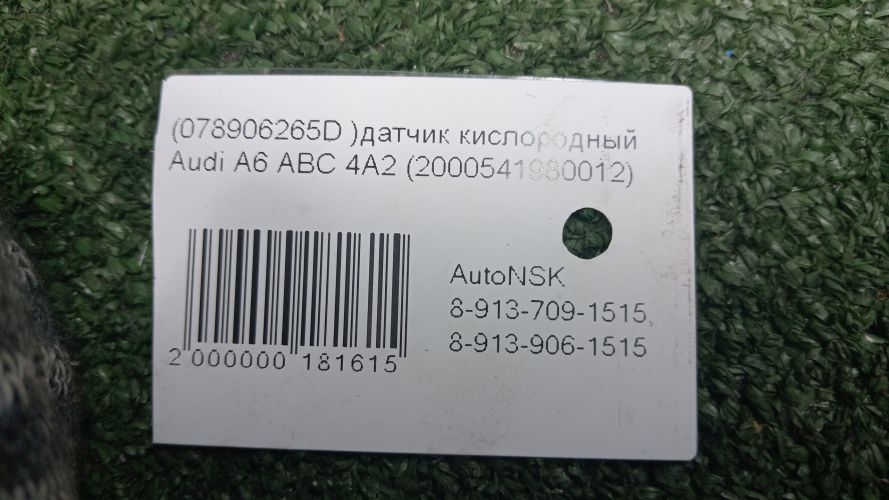 (078906265D )датчик кислородный
Audi A6 ABC 4A2 (2000541980012)
AutoNSK
8-913-709-1515,
8-913-906-1515
2 000000 181615